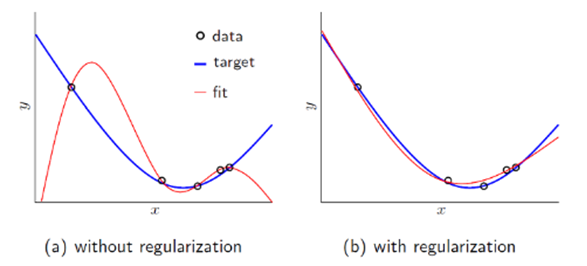 data
target
fit
y
x
y
x
(a) without regularization
(b) with regularization